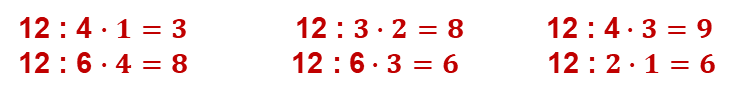 12 : 4 · 1 = 3 12 : 3 · 2 = 8 12 : 4 · 3 = 9
12 : 6 · 4 = 8 12 : 6 · 3 = 6 12 : 2 · 1 = 6